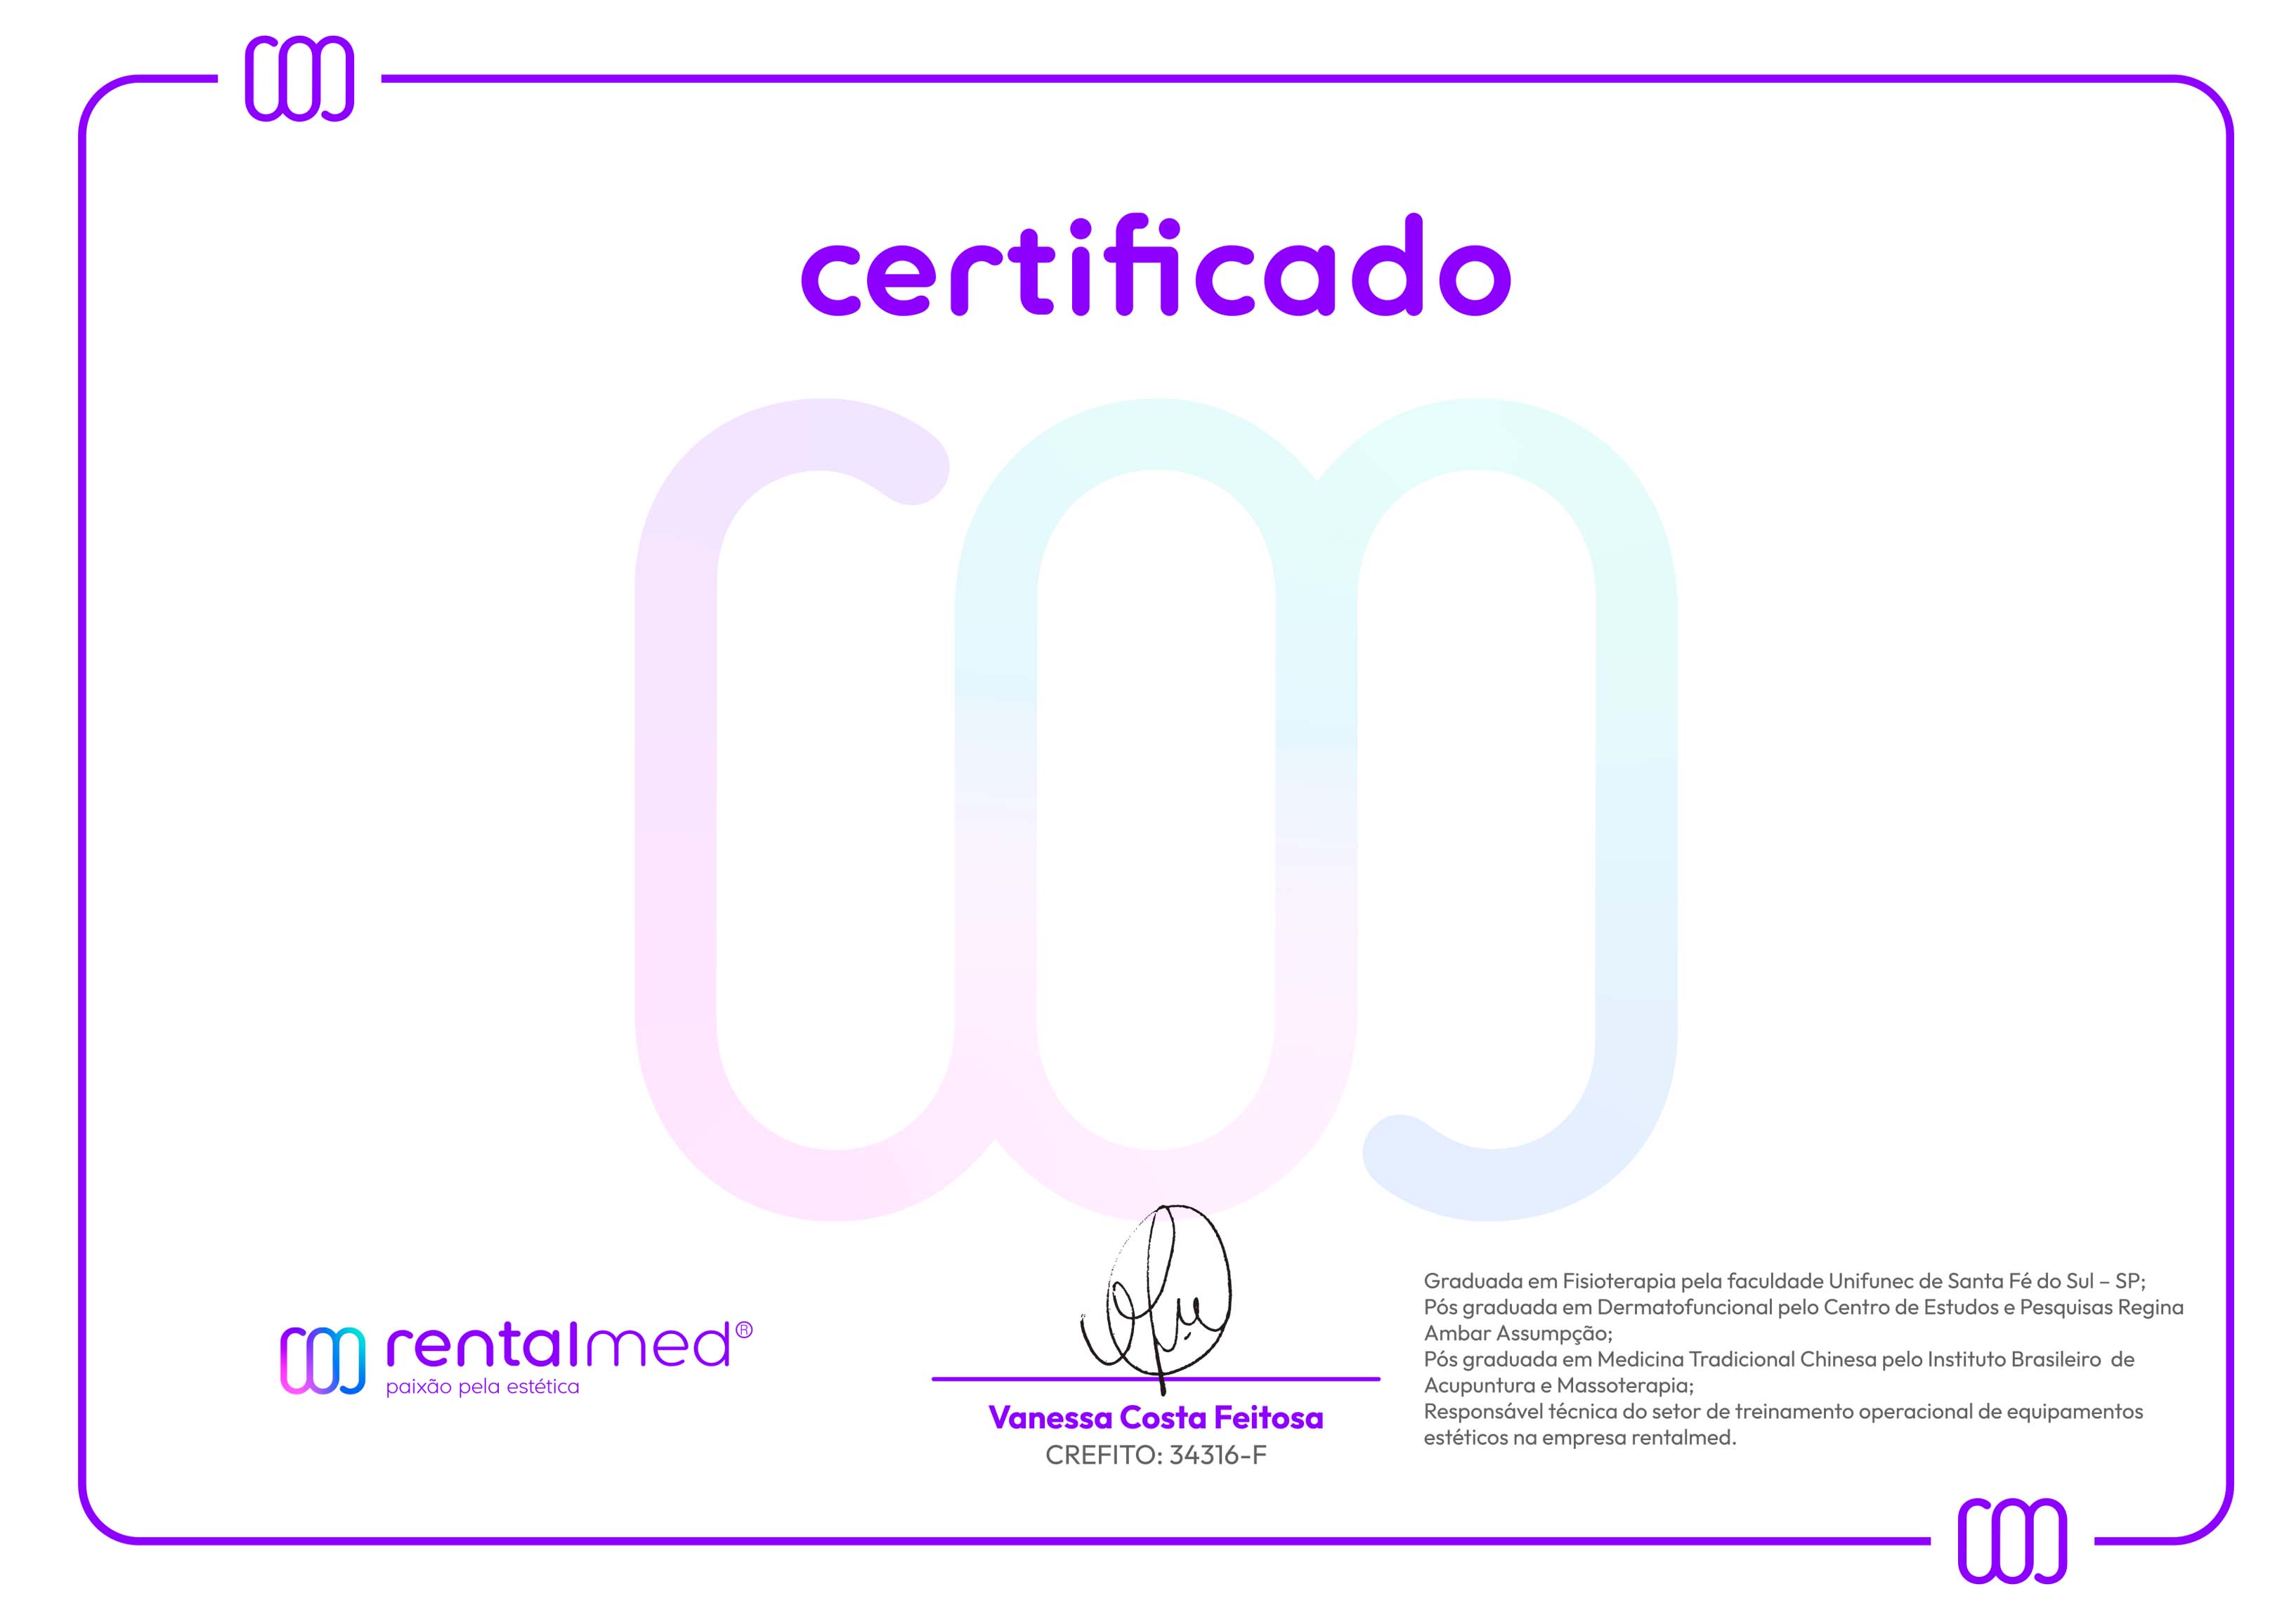 certificado
rentalmed®
paixão pela estética
Vanessa Costa Feitosa
CREFITO: 34316-F
Graduada em Fisioterapia pela faculdade Unifunec de Santa Fé do Sul – SP;
Pós graduada em Dermatofuncional pelo Centro de Estudos e Pesquisas Regina
Ambar Assumpção;
Pós graduada em Medicina Tradicional Chinesa pelo Instituto Brasileiro de
Acupuntura e Massoterapia;
Responsável técnica do setor de treinamento operacional de equipamentos
estéticos na empresa rentalmed.